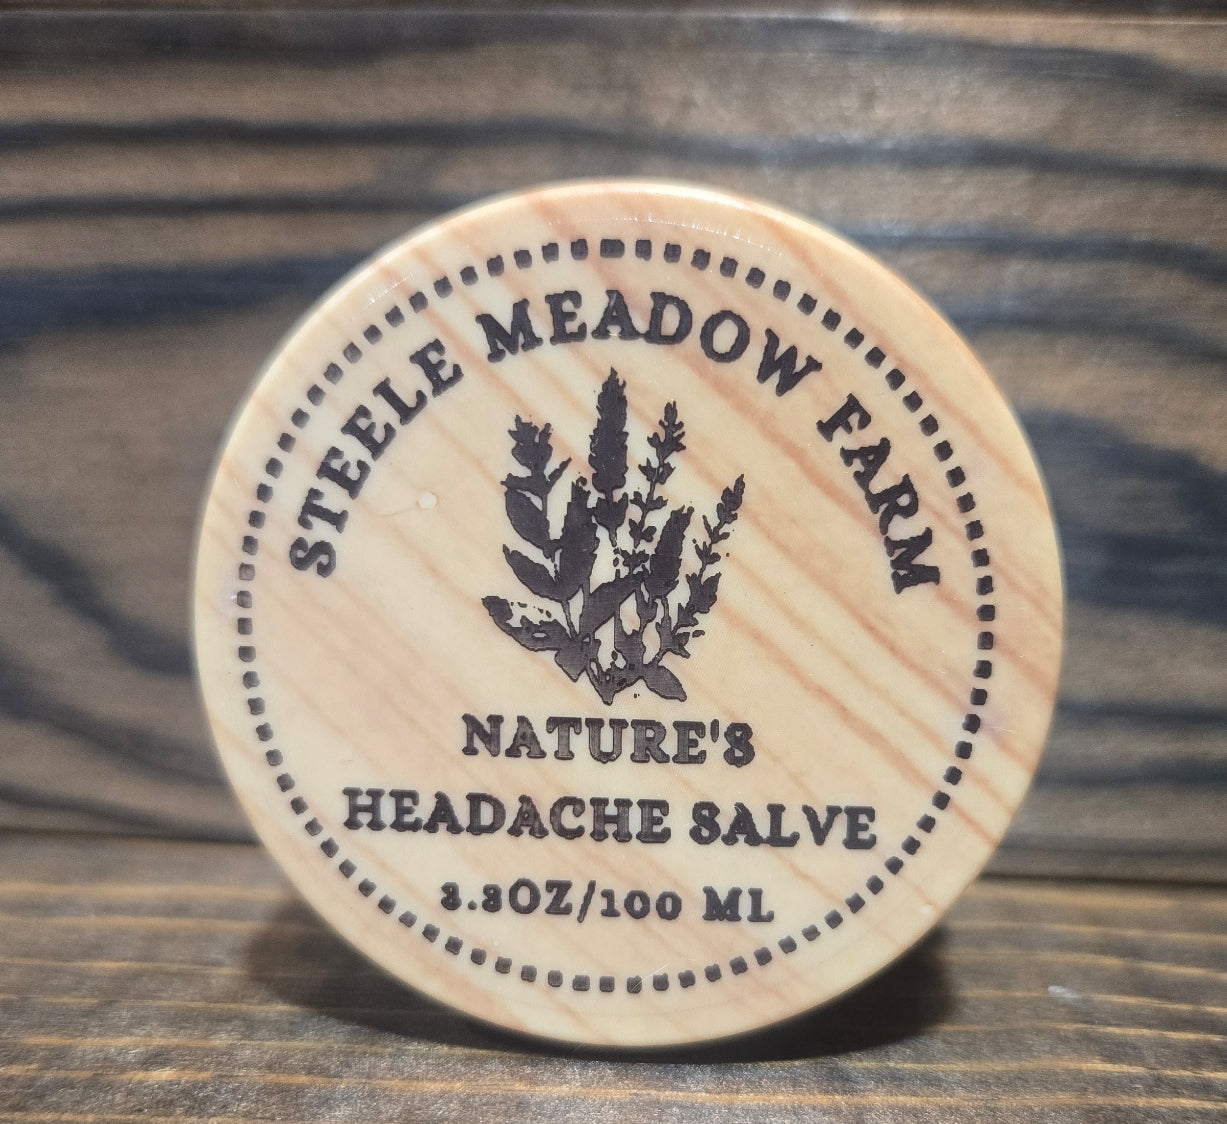 STEELE MEADOW FARM
NATURE'S
HEADACHE SALVE
3.3OZ/100 ML